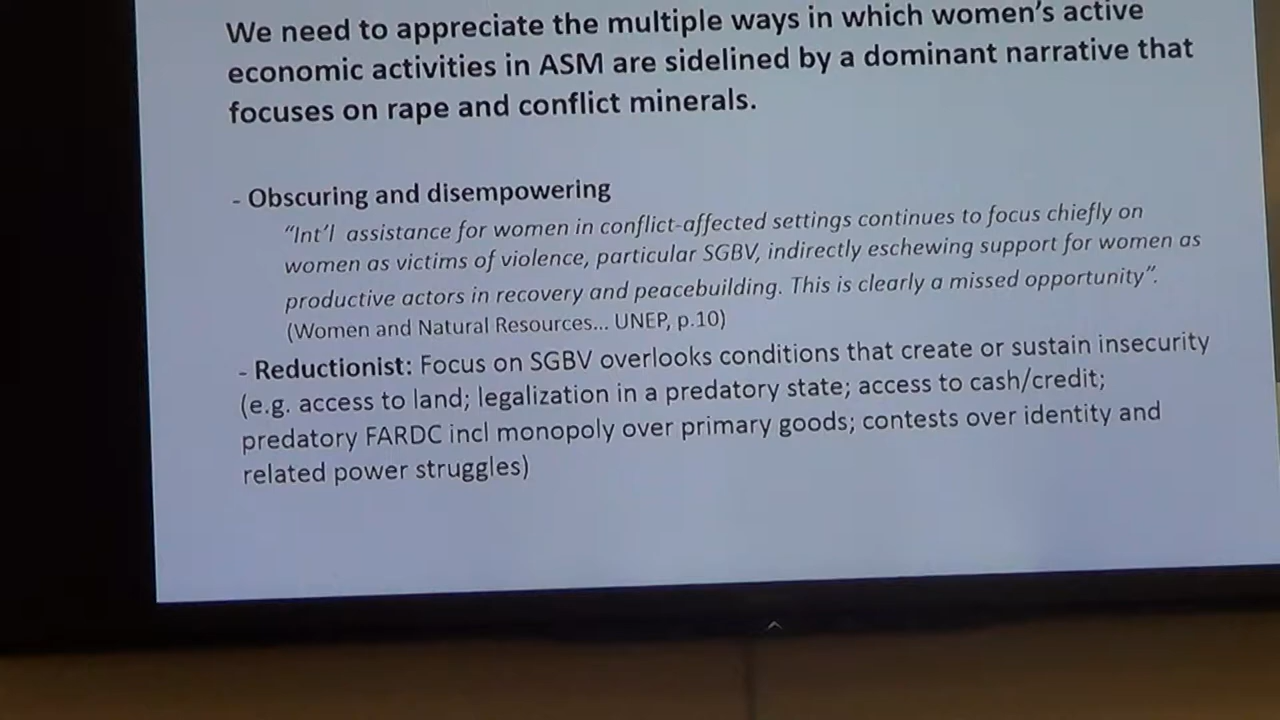 We need to appreciate the multiple ways in which women's active
economic activities in ASM are sidelined by a dominant narrative that
focuses on rape and conflict minerals.
- Obscuring and disempowering
"Int'l assistance for women in conflict-affected settings continues to focus chiefly on
women as victims of violence, particular SGBV, indirectly eschewing support for women as
productive actors in recovery and peacebuilding. This is clearly a missed opportunity".
(Women and Natural Resources... UNEP, p.10)
- Reductionist: Focus on SGBV overlooks conditions that create or sustain insecurity
(e.g. access to land; legalization in a predatory state; access to cash/credit;
predatory FARDC incl monopoly over primary goods; contests over identity and
related power struggles)